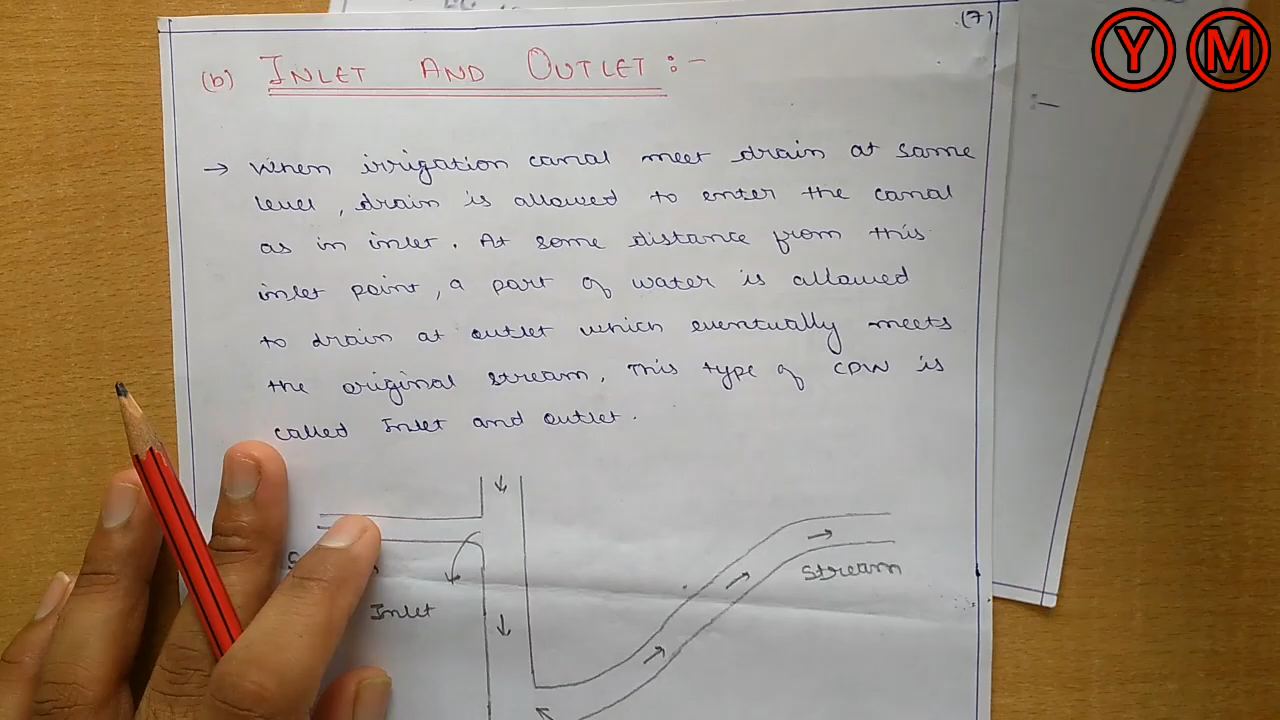 (7)
Y M
(b) INLET AND OUTLET :-
→ When irrigation canal meet drain at same
level, drain is allowed to enter the canal
as in inlet. At some distance from this
inlet point, a part of water is allowed
to drain at outlet which eventually meets
the original stream. This type of CDW is
called Inlet and outlet.
Stream
Inlet